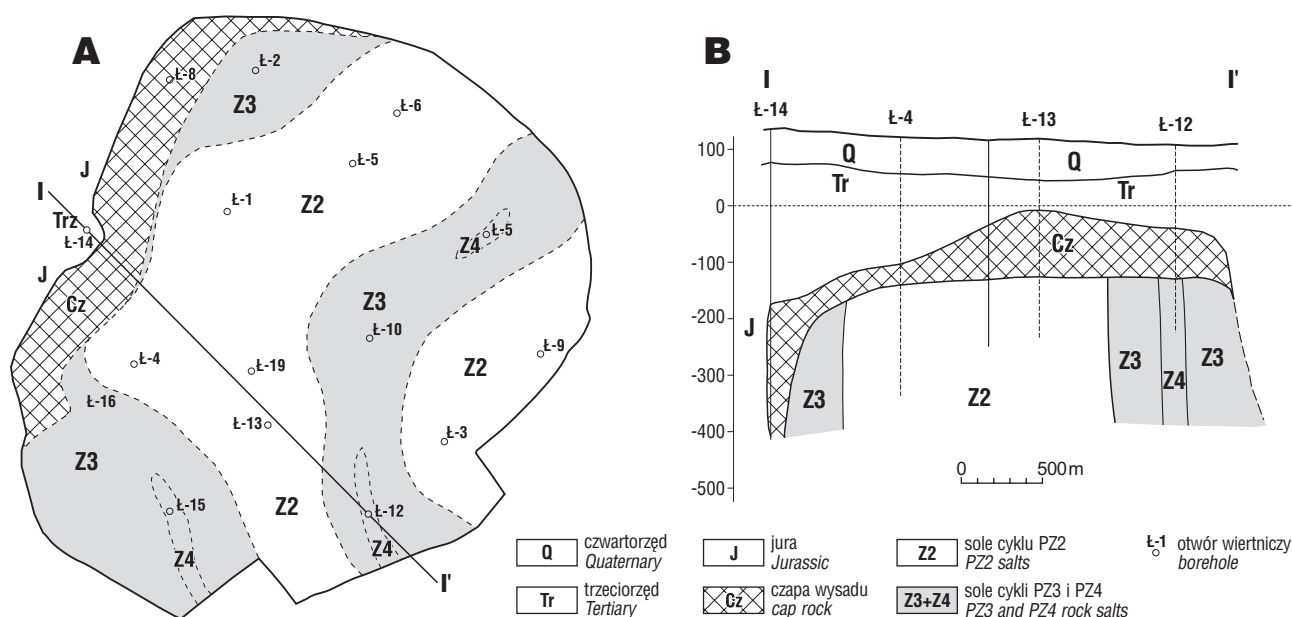 A
Ł-8
Ł-2
Z3
Ł-6
Ł-5
J
I
Ł-1
Z2
Trz
Ł-14
Z4
Ł-5
J
Cz
Z3
Ł-10
Ł-4
Ł-19
Z2
Ł-9
Ł-16
Ł-13
Ł-3
Z3
Ł-15
Z2
Ł-12
Z4
Z4
I'
B
I
I'
Ł-14
Ł-4
Ł-13
Ł-12
100
Q
Q
Tr
Tr
0
Cz
-100
-200
J
-300
Z3
Z2
Z3
Z4
Z3
-400
0
500 m
-500
Q
czwartorzęd
Quaternary
J
jura
Jurassic
Z2
sole cyklu PZ2
PZ2 salts
Ł-1
otwór wiertniczy
borehole
Tr
trzeciorzęd
Tertiary
Cz
czapa wysadu
cap rock
Z3+Z4
sole cykli PZ3 i PZ4
PZ3 and PZ4 rock salts